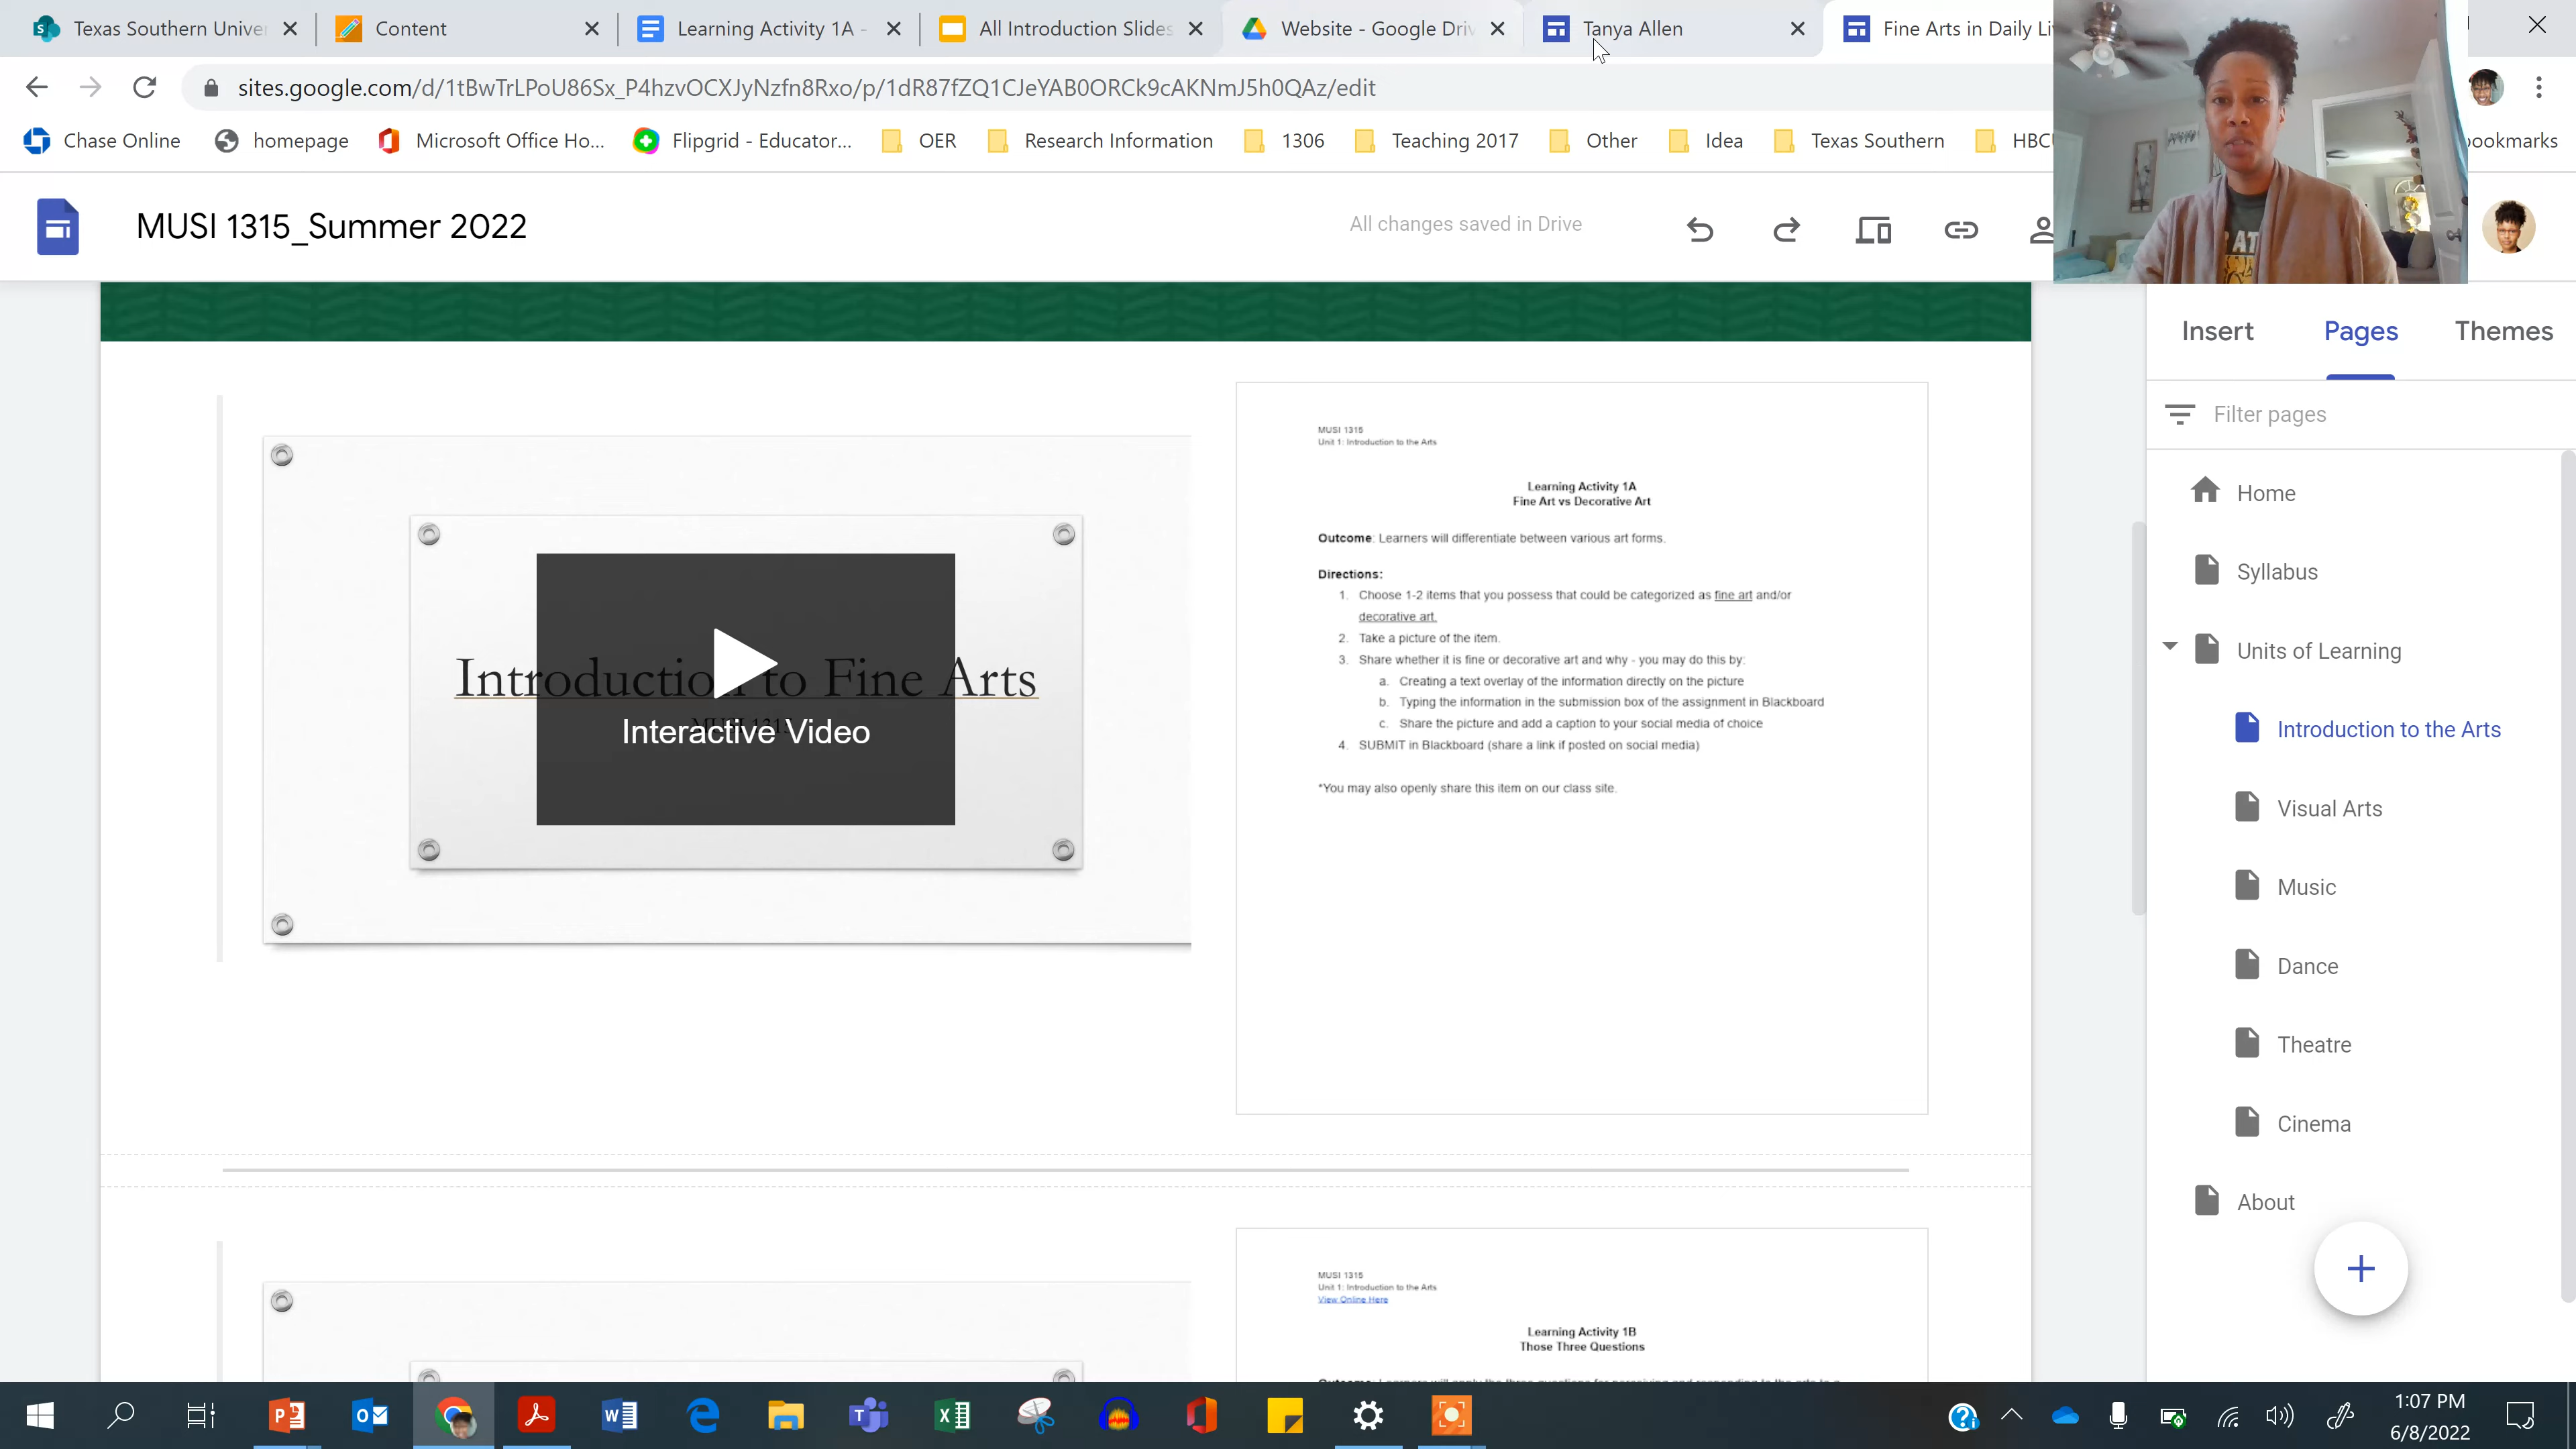 Texas Southern Univer
Content
Learning Activity 1A -
All Introduction Slides
Website - Google Driv
Tanya Allen
Fine Arts in Daily Li
sites.google.com/d/1tBwTrLPoU86Sx_P4hzvOCXJyNzfn8Rxo/p/1dR87fZQ1CJeYAB0ORCk9cAKNmJ5h0QAz/edit
Chase Online
homepage
Microsoft Office Ho...
Flipgrid - Educator...
OER
Research Information
1306
Teaching 2017
Other
Idea
Texas Southern
HBCU
bookmarks
MUSI 1315_Summer 2022
All changes saved in Drive
Insert
Pages
Themes
Filter pages
Home
Syllabus
Units of Learning
Introduction to the Arts
Visual Arts
Music
Dance
Theatre
Cinema
About
Introduction to Fine Arts
MUSI 1315
Interactive Video
MUSI 1315
Unit 1: Introduction to the Arts
Learning Activity 1A
Fine Art vs Decorative Art
Outcome: Learners will differentiate between various art forms.
Directions:
1. Choose 1-2 items that you possess that could be categorized as fine art and/or
decorative art.
2. Take a picture of the item.
3. Share whether it is fine or decorative art and why - you may do this by:
a. Creating a text overlay of the information directly on the picture
b. Typing the information in the submission box of the assignment in Blackboard
c. Share the picture and add a caption to your social media of choice
4. SUBMIT in Blackboard (share a link if posted on social media)
*You may also openly share this item on our class site.
MUSI 1315
Unit 1: Introduction to the Arts
View Online Here
Learning Activity 1B
Those Three Questions
1:07 PM
6/8/2022